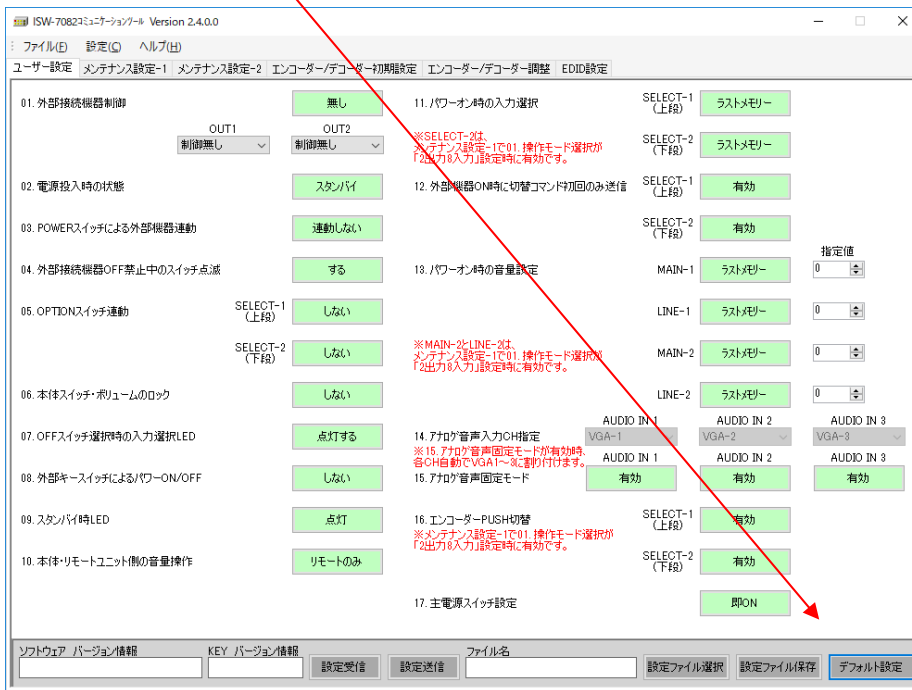 ISW-7082コミュニケーションツール Version 2.4.0.0
ファイル(F) 設定(C) ヘルプ(H)
ユーザー設定 メンテナンス設定-1 メンテナンス設定-2 エンコーダー/デコーダー初期設定 エンコーダー/デコーダー調整 EDID設定
01.外部接続機器制御 無し
OUT1 OUT2
制御無し 制御無し
02.電源投入時の状態 スタンバイ
03.POWERスイッチによる外部機器連動 連動しない
04.外部接続機器OFF禁止中のスイッチ点滅 する
05.OPTIONスイッチ連動 SELECT-1
(上段) しない
SELECT-2
(下段) しない
06.本体スイッチ・ボリュームのロック しない
07.OFFスイッチ選択時の入力選択LED 点灯する
08.外部キースイッチによるパワーON/OFF しない
09.スタンバイ時LED 点灯
10.本体・リモートユニット側の音量操作 リモートのみ
11.パワーオン時の入力選択 SELECT-1
(上段) ラストメモリー
※SELECT-2は、
メンテナンス設定-1で01.操作モード選択が
「2出力8入力」設定時に有効です。
SELECT-2
(下段) ラストメモリー
12.外部機器ON時に切替コマンド初回のみ送信 SELECT-1
(上段) 有効
SELECT-2
(下段) 有効
指定値
13.パワーオン時の音量設定 MAIN-1 ラストメモリー 0
LINE-1 ラストメモリー 0
※MAIN-2とLINE-2は、
メンテナンス設定-1で01.操作モード選択が
「2出力8入力」設定時に有効です。
MAIN-2 ラストメモリー 0
LINE-2 ラストメモリー 0
AUDIO IN 1 AUDIO IN 2 AUDIO IN 3
14.アナログ音声入力CH指定 VGA-1 VGA-2 VGA-3
※15.アナログ音声固定モードが有効時、
各CH自動でVGA1～3に割り付けます。
AUDIO IN 1 AUDIO IN 2 AUDIO IN 3
15.アナログ音声固定モード 有効 有効 有効
16.エンコーダーPUSH切替 SELECT-1
(上段) 有効
※メンテナンス設定-1で01.操作モード選択が
「2出力8入力」設定時に有効です。
SELECT-2
(下段) 有効
17.主電源スイッチ設定 即ON
ソフトウェア バージョン情報 KEY バージョン情報 ファイル名
設定受信 設定送信 設定ファイル選択 設定ファイル保存 デフォルト設定